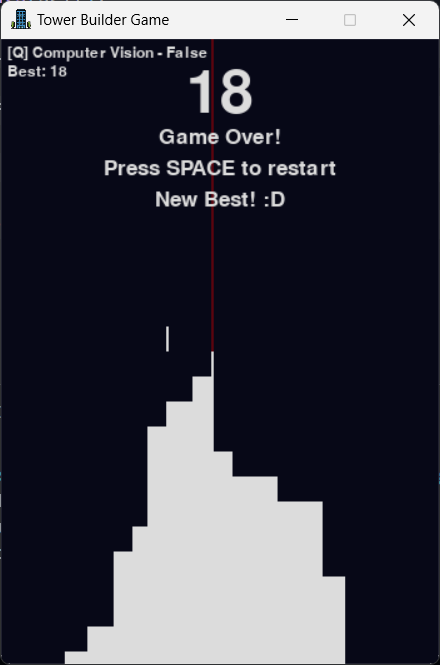 Tower Builder Game
[Q] Computer Vision - False
Best: 18
18
Game Over!
Press SPACE to restart
New Best! :D